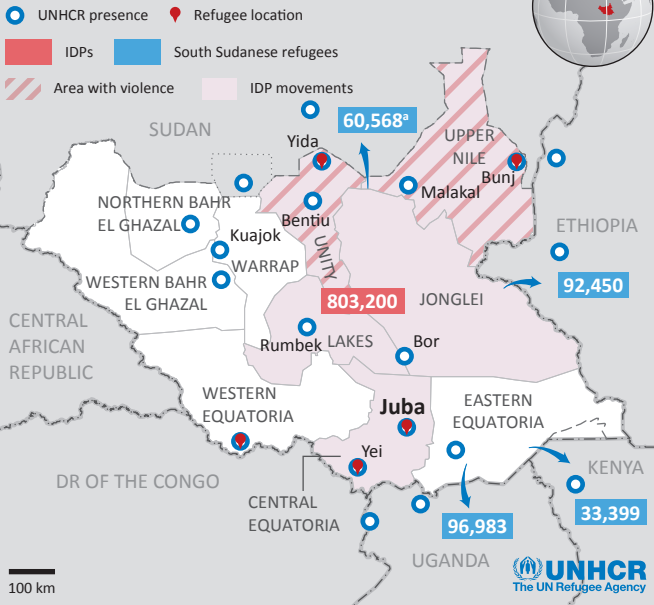 UNHCR presence
Refugee location
IDPs
South Sudanese refugees
Area with violence
IDP movements
SUDAN
60,568ᵃ
Yida
UPPER
NILE
Bunj
Malakal
NORTHERN BAHR
EL GHAZAL
Bentiu
ETHIOPIA
Kuajok
UNITY
WARRAP
WESTERN BAHR
EL GHAZAL
92,450
803,200
JONGLEI
CENTRAL
AFRICAN
REPUBLIC
Rumbek
LAKES
Bor
WESTERN
EQUATORIA
Juba
EASTERN
EQUATORIA
Yei
DR OF THE CONGO
KENYA
CENTRAL
EQUATORIA
33,399
96,983
UGANDA
100 km
UNHCR
The UN Refugee Agency